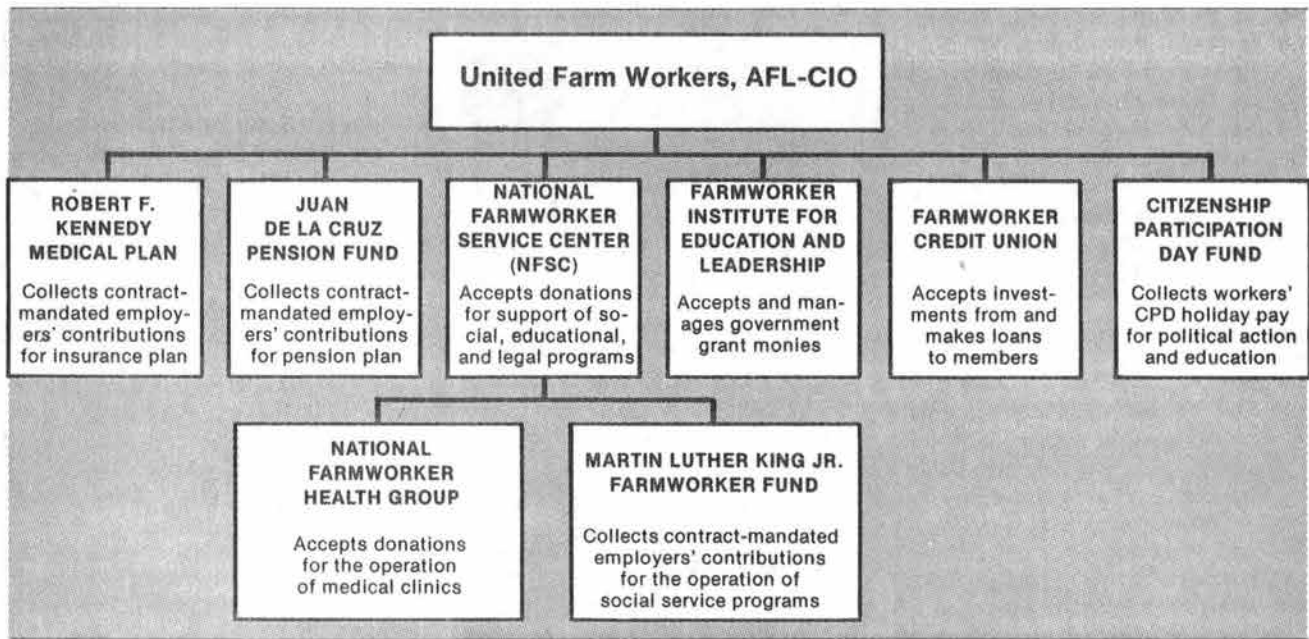 United Farm Workers, AFL-CIO
ROBERT F.
KENNEDY
MEDICAL PLAN
Collects contract-
mandated employ-
ers' contributions
for insurance plan
JUAN
DE LA CRUZ
PENSION FUND
Collects contract-
mandated employ-
ers' contributions
for pension plan
NATIONAL
FARMWORKER
SERVICE CENTER
(NFSC)
Accepts donations
for support of so-
cial, educational,
and legal programs
FARMWORKER
INSTITUTE FOR
EDUCATION AND
LEADERSHIP
Accepts and man-
ages government
grant monies
FARMWORKER
CREDIT UNION
Accepts invest-
ments from and
makes loans
to members
CITIZENSHIP
PARTICIPATION
DAY FUND
Collects workers'
CPD holiday pay
for political action
and education
NATIONAL
FARMWORKER
HEALTH GROUP
Accepts donations
for the operation
of medical clinics
MARTIN LUTHER KING JR.
FARMWORKER FUND
Collects contract-mandated
employers' contributions
for the operation of
social service programs